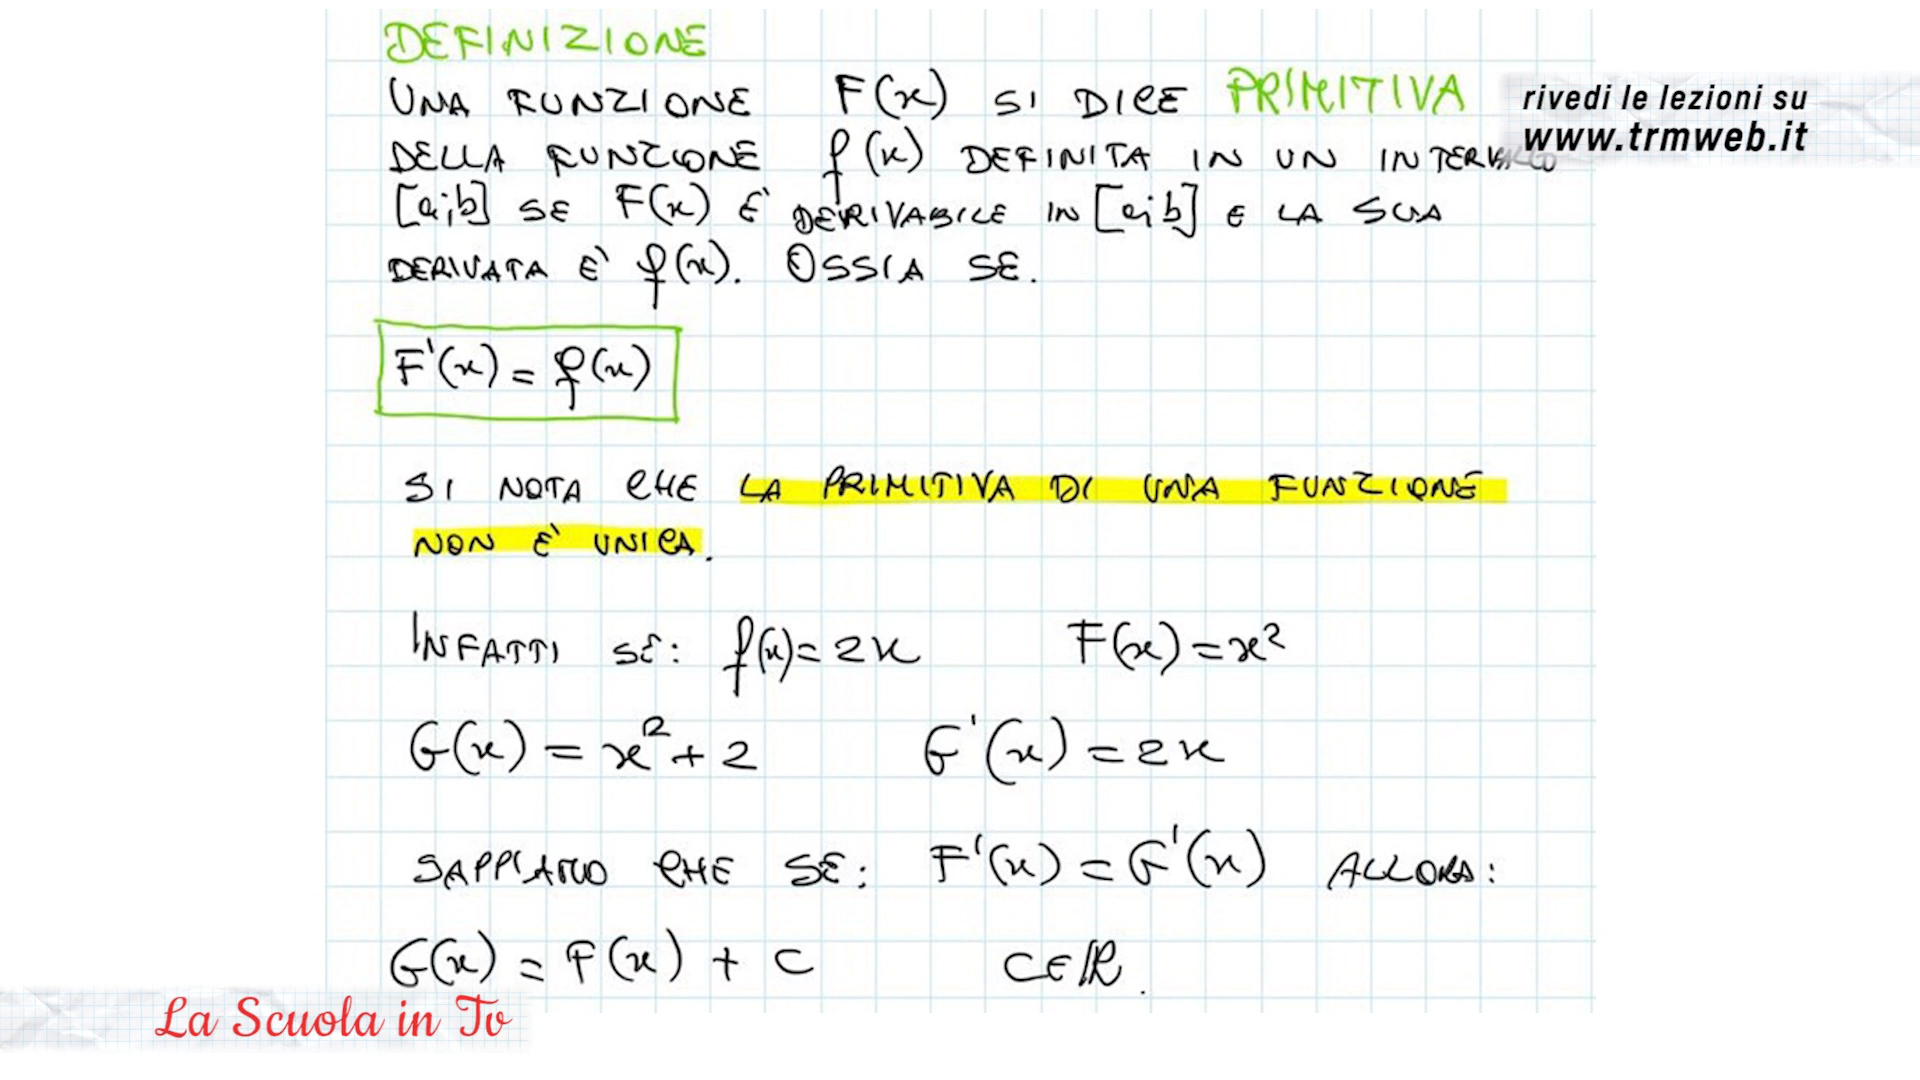 DEFINIZIONE
UNA FUNZIONE F(x) SI DICE PRIMITIVA
DELLA FUNZIONE f(x) DEFINITA IN UN INTERVALLO
[a;b] SE F(x) E' DERIVABILE IN [a;b] E LA SUA
DERIVATA E' f(x). OSSIA SE.
F'(x) = f(x)
SI NOTA CHE LA PRIMITIVA DI UNA FUNZIONE
NON E' UNICA.
INFATTI SE: f(x) = 2x F(x) = x²
G(x) = x² + 2 G'(x) = 2x
SAPPIAMO CHE SE: F'(x) = G'(x) ALLORA:
G(x) = F(x) + C C∈ℝ.
rivedi le lezioni su
www.trmweb.it
La Scuola in Tv